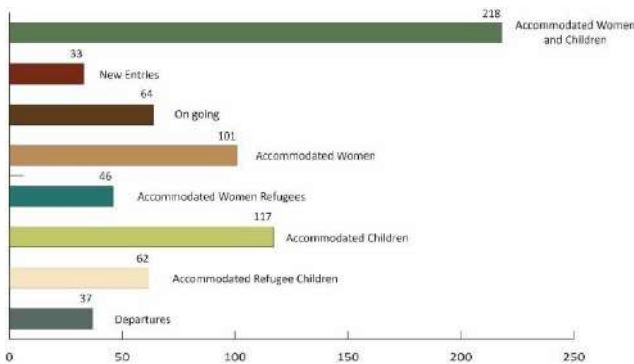 218
Accommodated Women
and Children
33
New Entries
64
On going
101
Accommodated Women
46
Accommodated Women Refugees
117
Accommodated Children
62
Accommodated Refugee Children
37
Departures
0 50 100 150 200 250